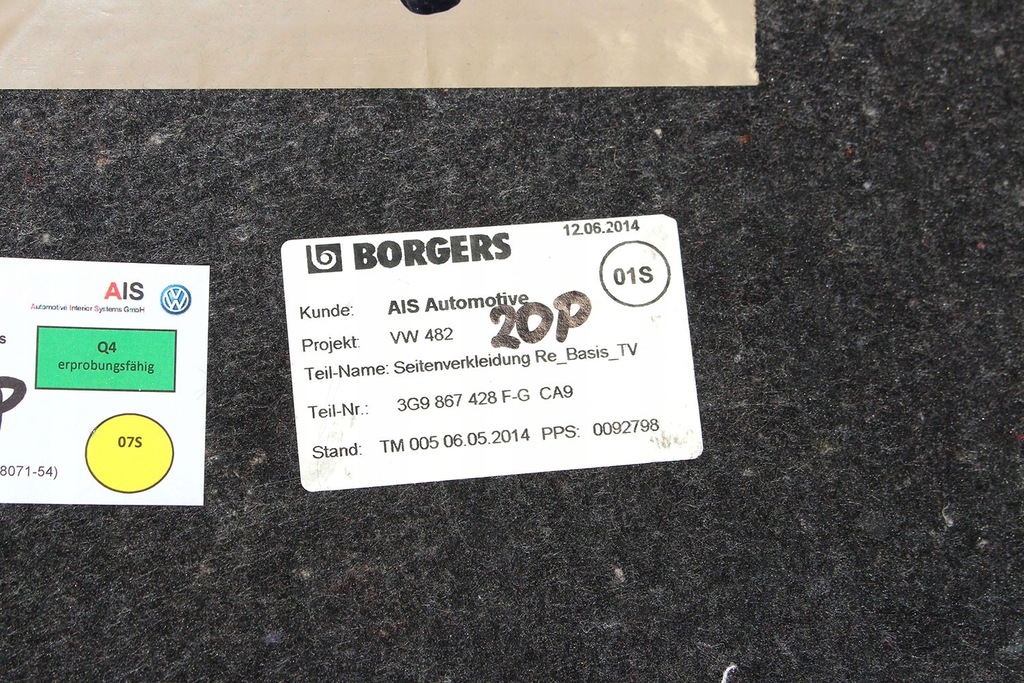 BORGERS
12.06.2014
01S
Kunde: AIS Automotive
20P
Projekt: VW 482
Teil-Name: Seitenverkleidung Re_Basis_TV
Teil-Nr.: 3G9 867 428 F-G CA9
Stand: TM 005 06.05.2014 PPS: 0092798
AIS
Automotive Interior Systems GmbH
s
Q4
erprobungsfähig
P
07S
8071-54)